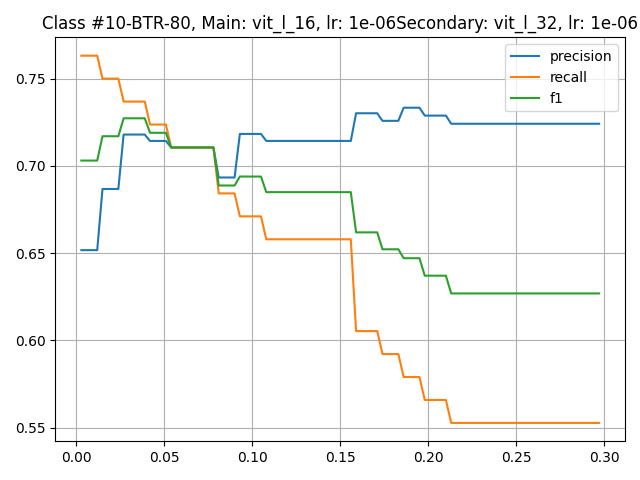 Class #10-BTR-80, Main: vit_l_16, lr: 1e-06Secondary: vit_l_32, lr: 1e-06
precision
recall
f1
0.75
0.70
0.65
0.60
0.55
0.00 0.05 0.10 0.15 0.20 0.25 0.30